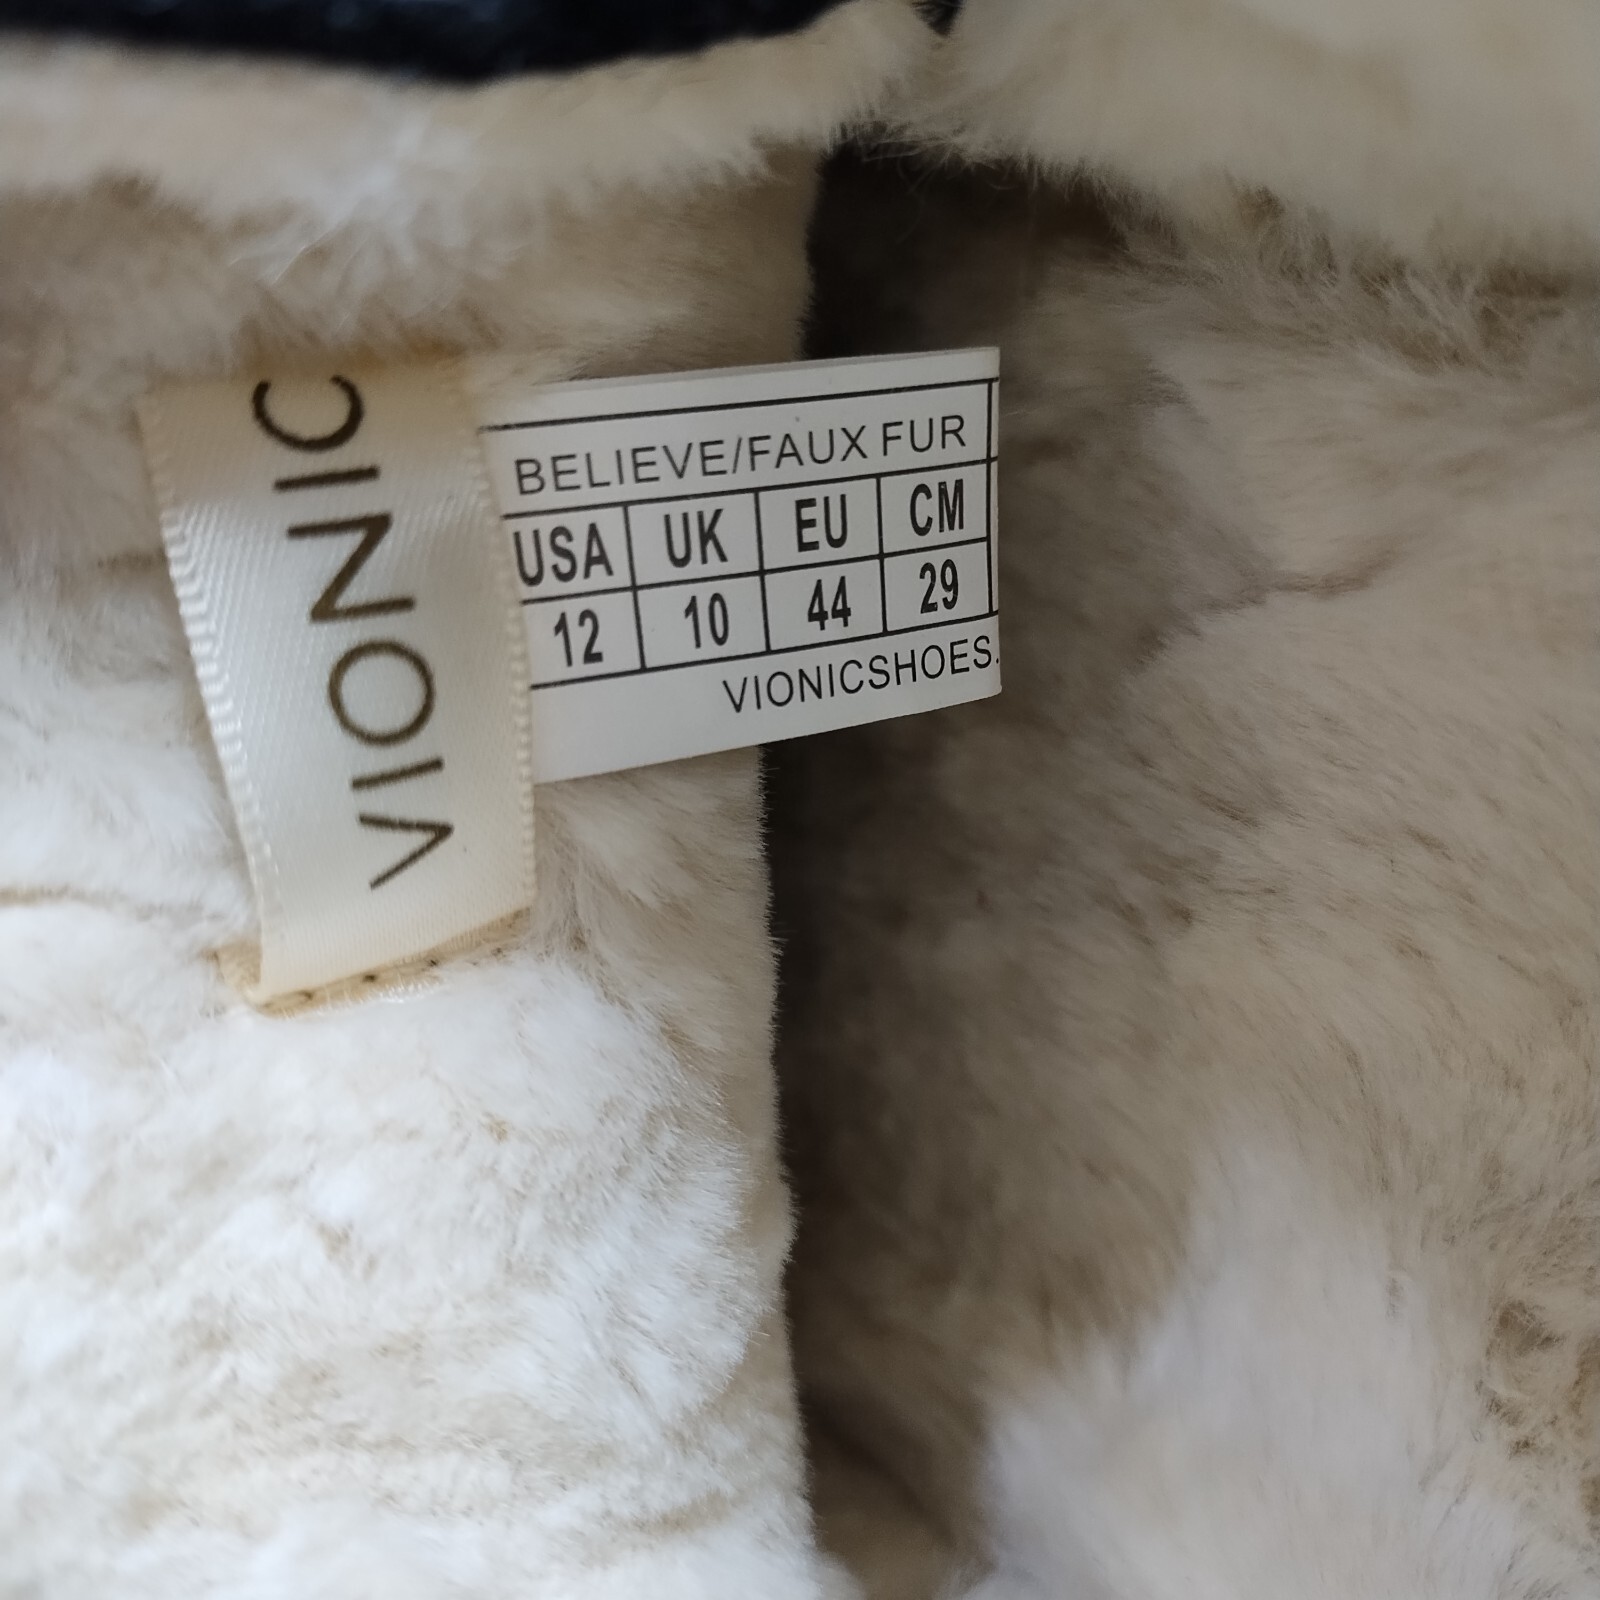 VIONIC
BELIEVE/FAUX FUR
USA UK EU CM
12 10 44 29
VIONICSHOES.